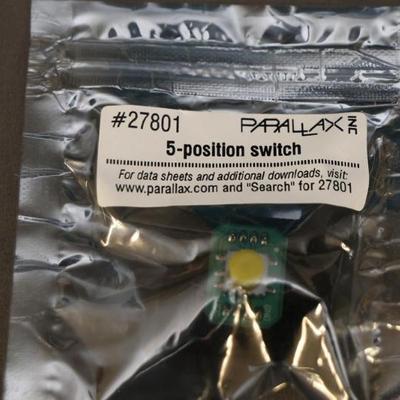 #27801 PARALLAX INC
5-position switch
For data sheets and additional downloads, visit:
www.parallax.com and "Search" for 27801